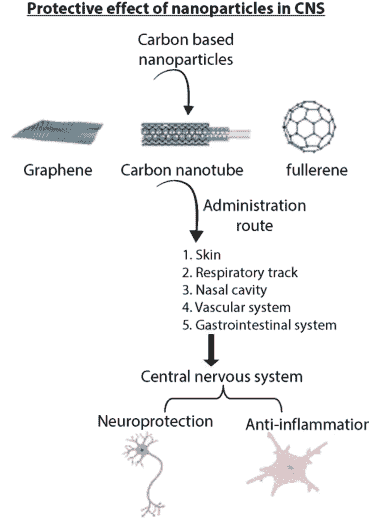 Protective effect of nanoparticles in CNS
Carbon based
nanoparticles
Graphene
Carbon nanotube
fullerene
Administration
route
1. Skin
2. Respiratory track
3. Nasal cavity
4. Vascular system
5. Gastrointestinal system
Central nervous system
Neuroprotection
Anti-inflammation